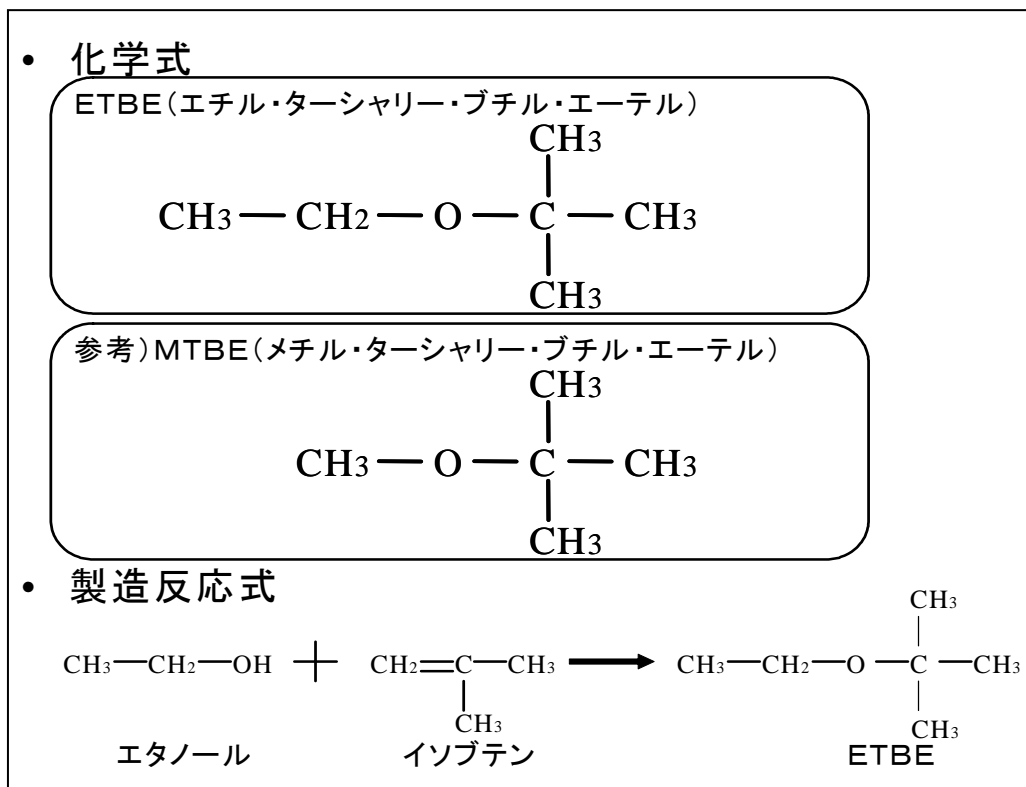 • 化学式
ETBE(エチル・ターシャリー・ブチル・エーテル)
CH3
CH3—CH2—O—C—CH3
CH3
参考)MTBE(メチル・ターシャリー・ブチル・エーテル)
CH3
CH3—O—C—CH3
CH3
• 製造反応式
CH3
CH3—CH2—OH + CH2=C—CH3 → CH3—CH2—O—C—CH3
CH3 CH3
エタノール イソブテン ETBE